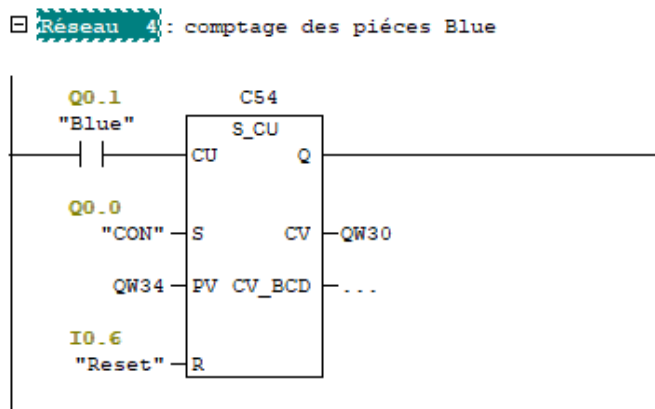 Réseau 4 : comptage des piéces Blue
Q0.1 C54
"Blue" S_CU
CU Q
Q0.0
"CON" S CV QW30
QW34 PV CV_BCD ...
I0.6
"Reset" R